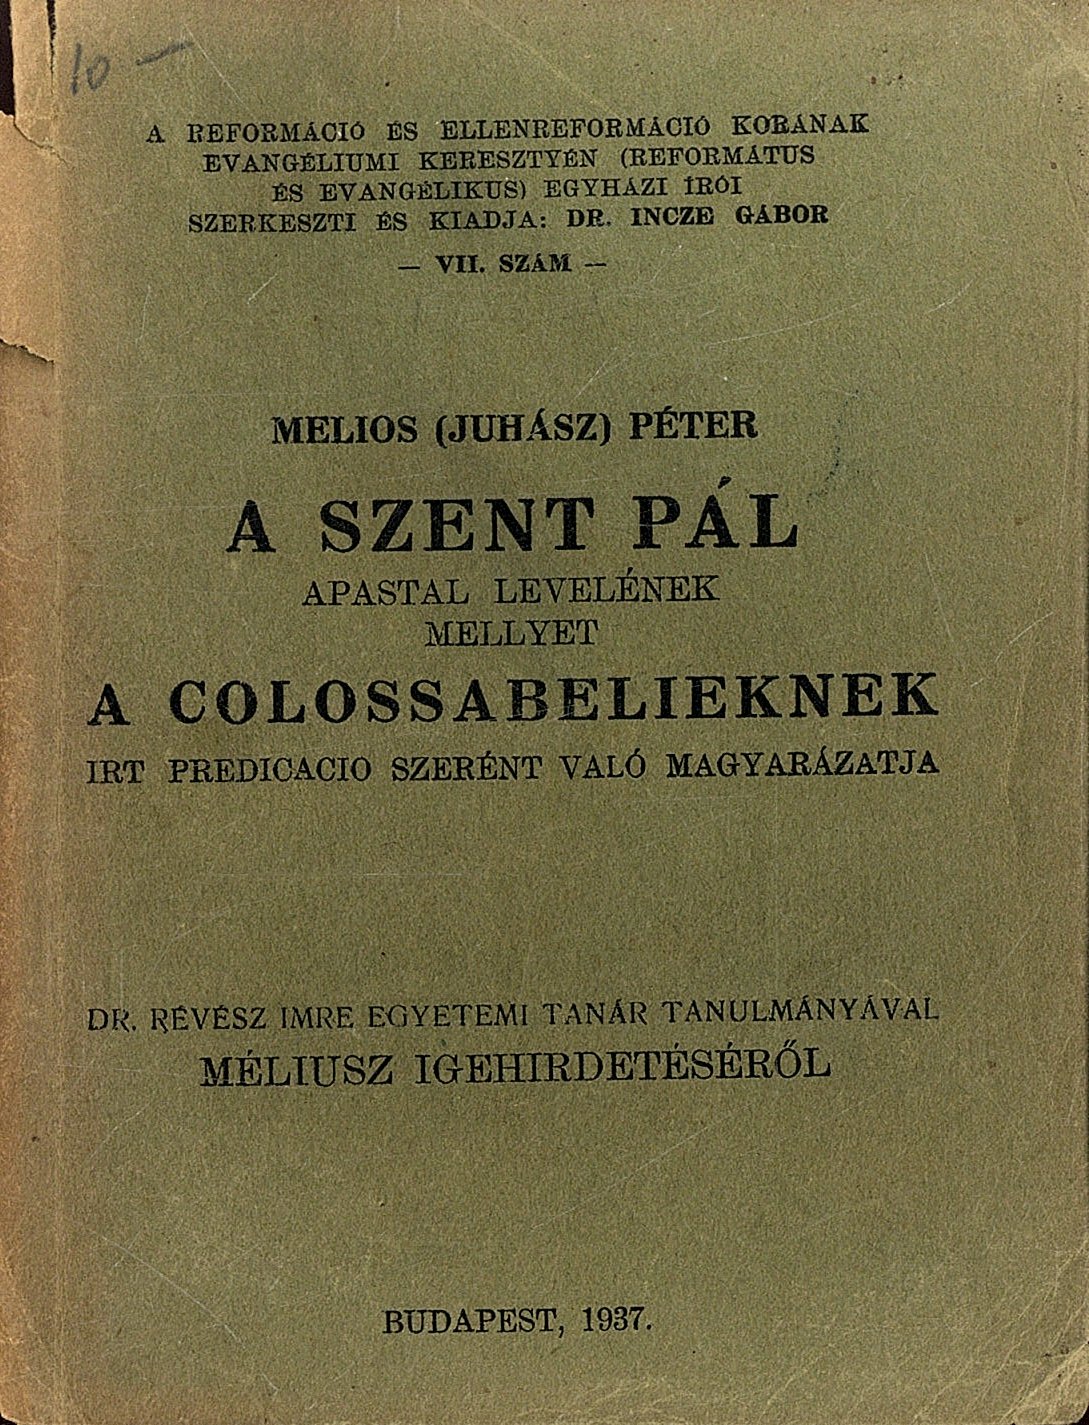 10 –
A REFORMÁCIÓ ÉS ELLENREFORMÁCIÓ KORÁNAK
EVANGÉLIUMI KERESZTYÉN (REFORMÁTUS
ÉS EVANGÉLIKUS) EGYHÁZI ÍRÓI
SZERKESZTI ÉS KIADJA: DR. INCZE GÁBOR
— VII. SZÁM —
MELIOS (JUHÁSZ) PÉTER
A SZENT PÁL
APASTAL LEVELÉNEK
MELLYET
A COLOSSABELIEKNEK
IRT PREDICACIO SZERÉNT VALÓ MAGYARÁZATJA
DR. RÉVÉSZ IMRE EGYETEMI TANÁR TANULMÁNYÁVAL
MÉLIUSZ IGEHIRDETÉSÉRŐL
BUDAPEST, 1937.